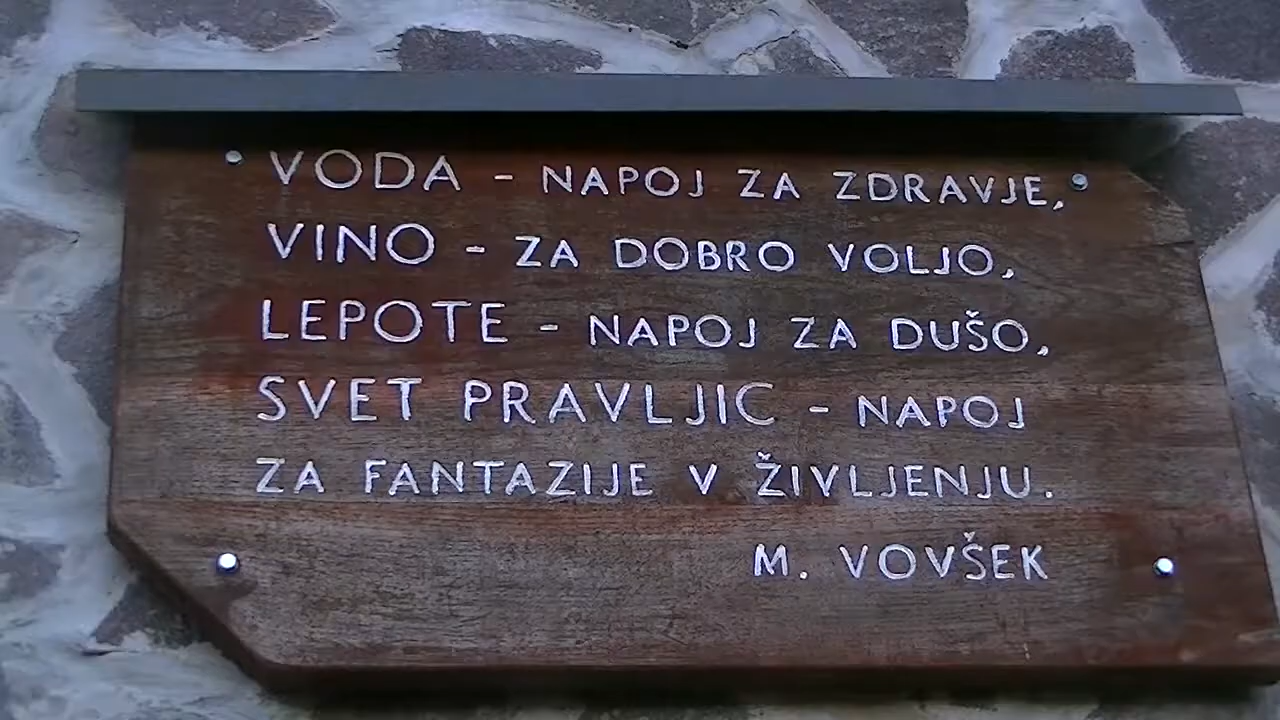 VODA - NAPOJ ZA ZDRAVJE,
VINO - ZA DOBRO VOLJO,
LEPOTE - NAPOJ ZA DUŠO,
SVET PRAVLJIC - NAPOJ
ZA FANTAZIJE V ŽIVLJENJU.
M. VOVŠEK